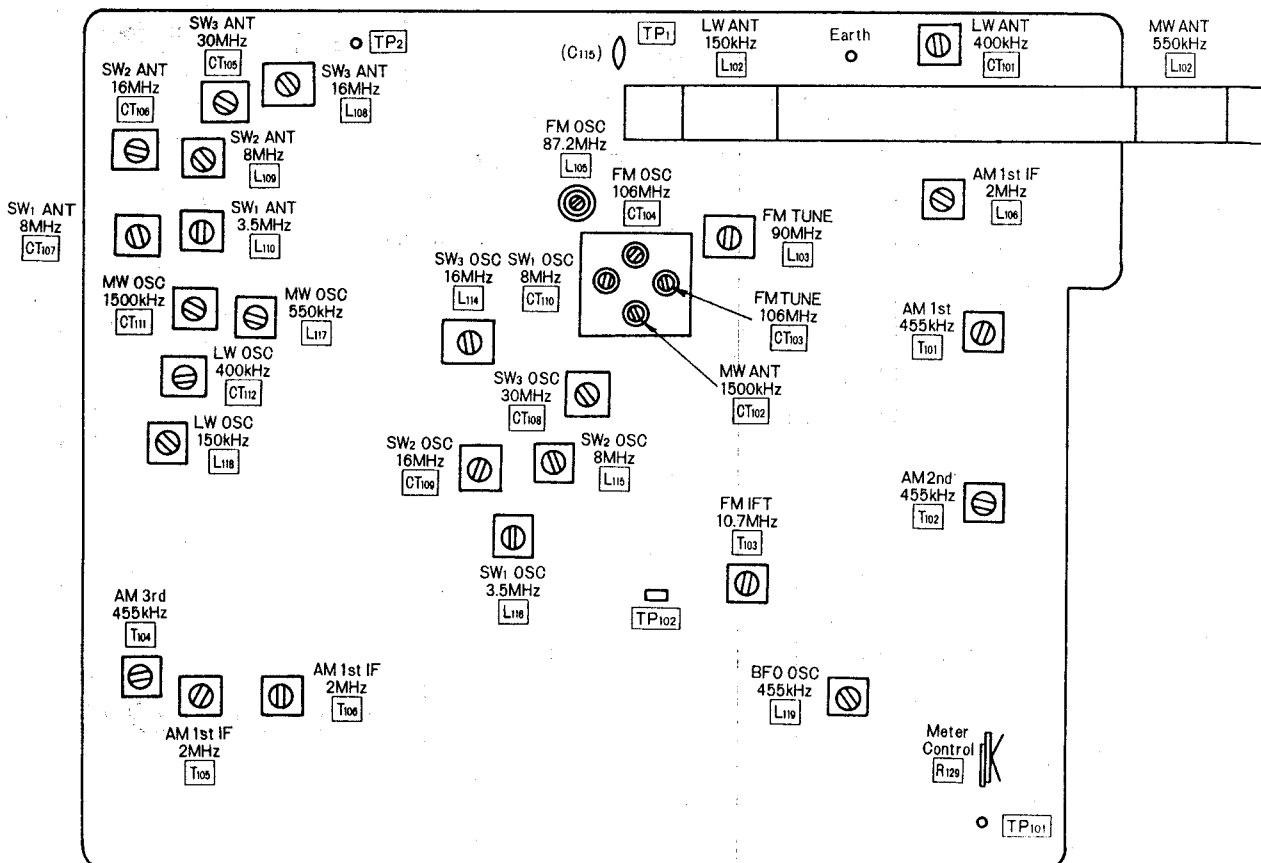 SW3 ANT
30MHz
CT105
TP2
SW2 ANT
16MHz
CT106
SW3 ANT
16MHz
L108
(C115)
TP1
LW ANT
150kHz
L102
Earth
LW ANT
400kHz
CT101
MW ANT
550kHz
L102
SW2 ANT
8MHz
L109
FM OSC
87.2MHz
L105
FM OSC
106MHz
CT104
AM 1st IF
2MHz
L106
SW1 ANT
8MHz
CT107
SW1 ANT
3.5MHz
L110
FM TUNE
90MHz
L103
MW OSC
1500kHz
CT111
MW OSC
550kHz
L117
SW3 OSC
16MHz
L114
SW1 OSC
8MHz
CT110
FM TUNE
106MHz
CT103
AM 1st
455kHz
T101
LW OSC
400kHz
CT112
SW3 OSC
30MHz
CT108
MW ANT
1500kHz
CT102
LW OSC
150kHz
L118
SW2 OSC
16MHz
CT109
SW2 OSC
8MHz
L115
AM 2nd
455kHz
T102
FM IFT
10.7MHz
T103
SW1 OSC
3.5MHz
L116
TP102
AM 3rd
455kHz
T104
AM 1st IF
2MHz
T106
AM 1st IF
2MHz
T105
BFO OSC
455kHz
L119
Meter
Control
R129
TP101